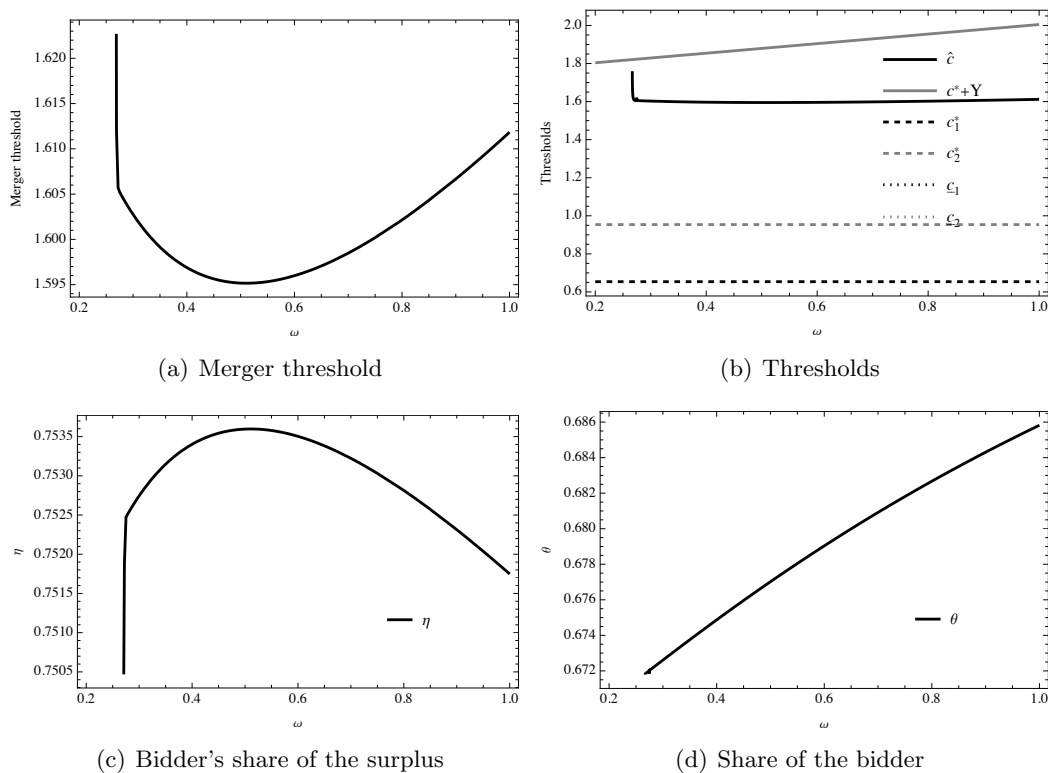 1.620
1.615
1.610
1.605
1.600
1.595
Merger threshold
0.2 0.4 0.6 0.8 1.0
ω
(a) Merger threshold
2.0
1.8
1.6
1.4
1.2
1.0
0.8
0.6
Thresholds
ĉ
c*+Y
c₁*
c₂*
c̲₁
c̲₂
0.2 0.4 0.6 0.8 1.0
ω
(b) Thresholds
0.7535
0.7530
0.7525
0.7520
0.7515
0.7510
0.7505
η
η
0.2 0.4 0.6 0.8 1.0
ω
(c) Bidder's share of the surplus
0.686
0.684
0.682
0.680
0.678
0.676
0.674
0.672
θ
θ
0.2 0.4 0.6 0.8 1.0
ω
(d) Share of the bidder